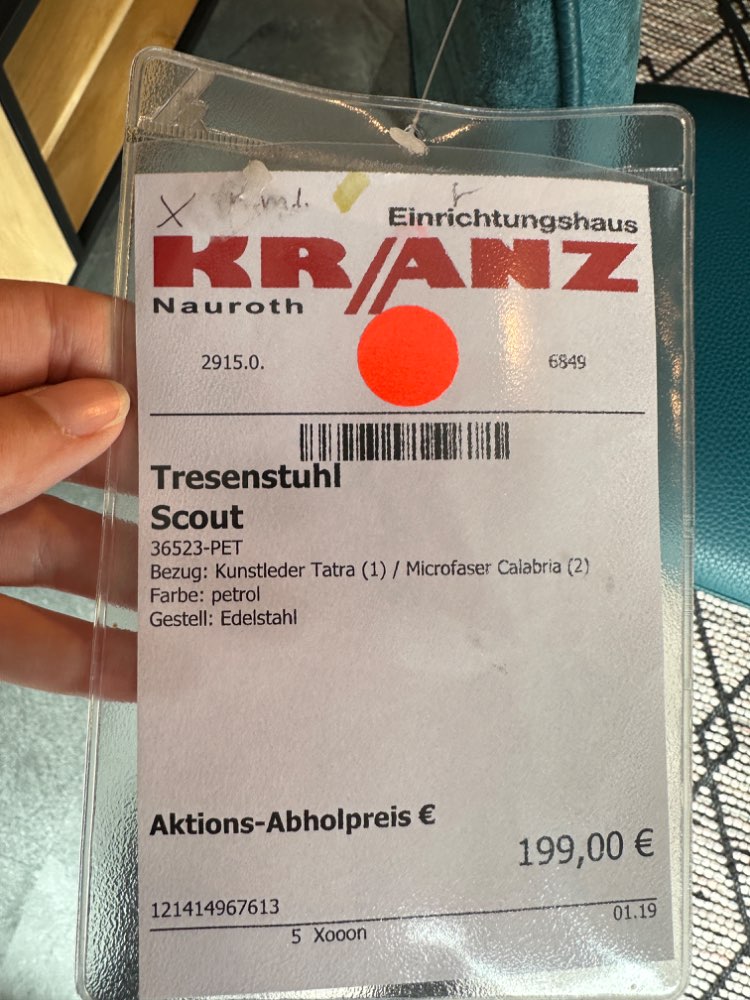 X
Einrichtungshaus
KRANZ
Nauroth
2915.0. 6849
Tresenstuhl
Scout
36523-PET
Bezug: Kunstleder Tatra (1) / Microfaser Calabria (2)
Farbe: petrol
Gestell: Edelstahl
Aktions-Abholpreis €
199,00 €
121414967613 01.19
5 Xooon